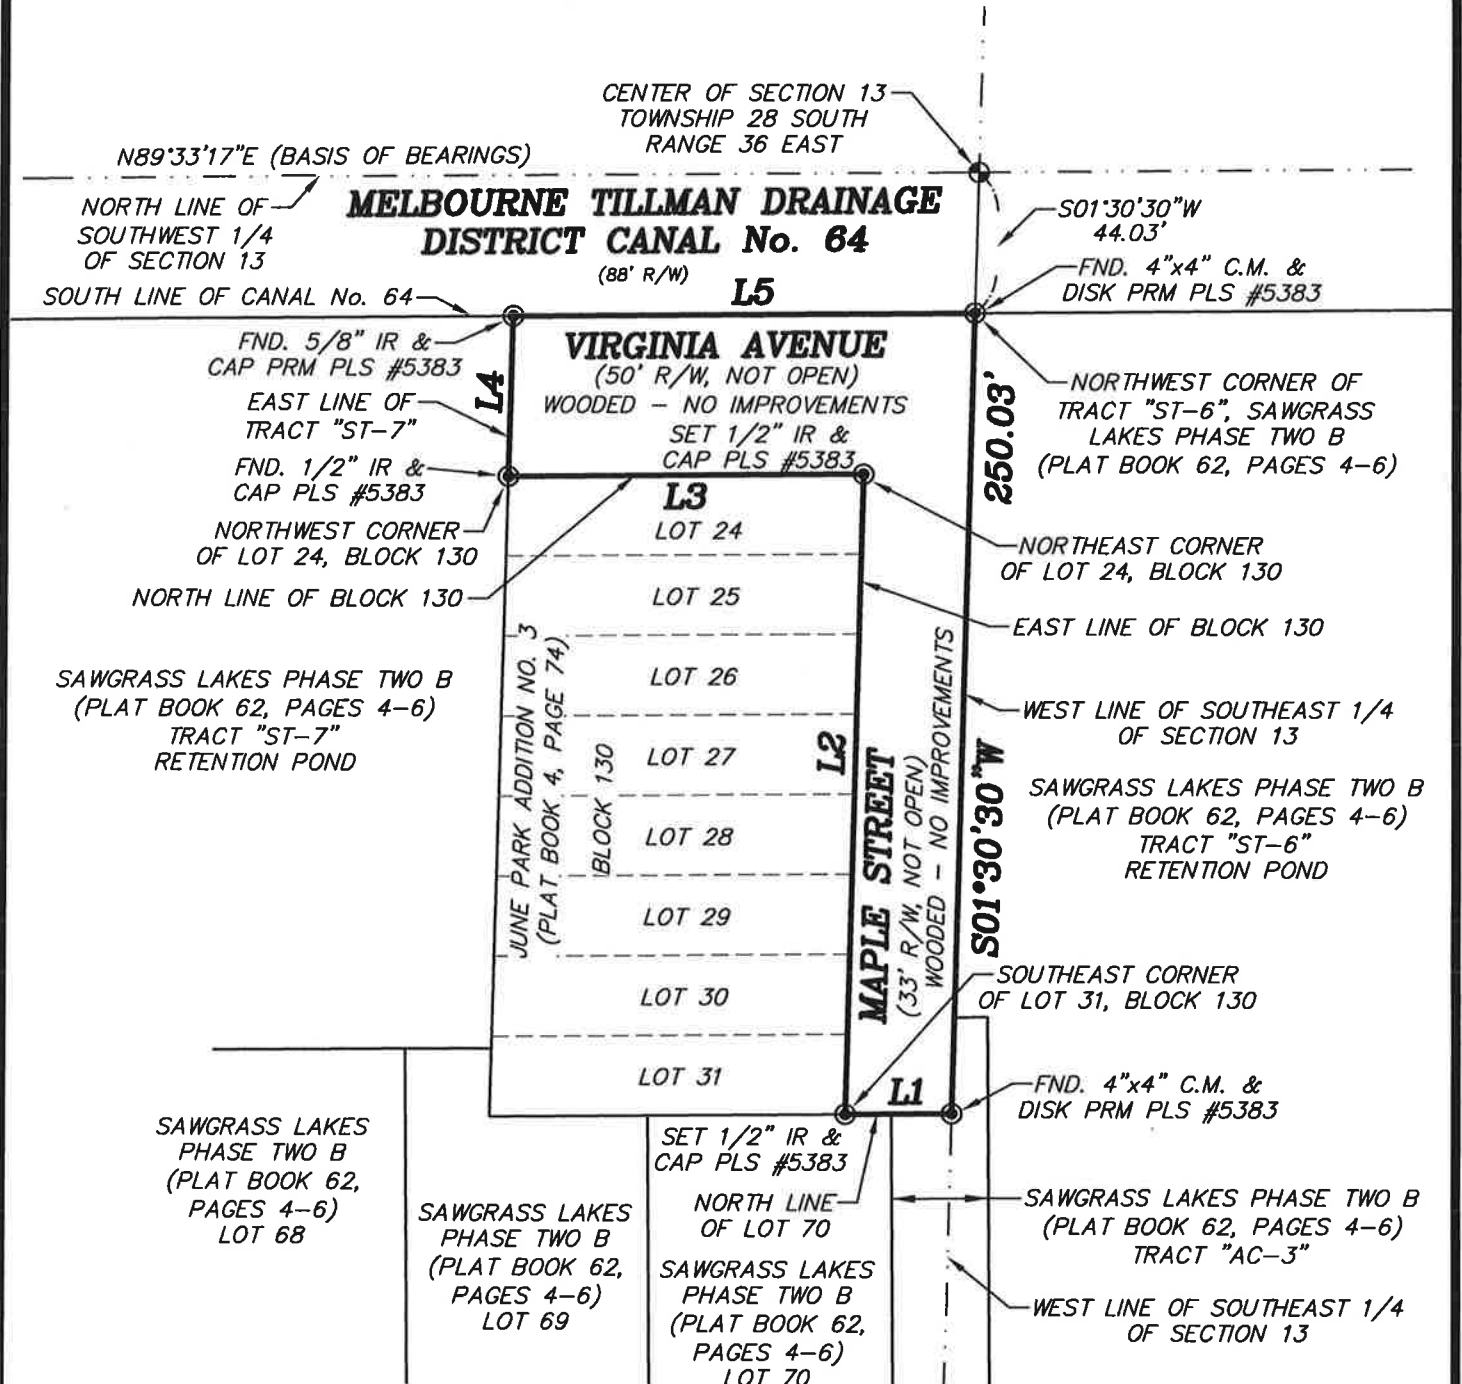 CENTER OF SECTION 13
TOWNSHIP 28 SOUTH
RANGE 36 EAST
N89°33'17"E (BASIS OF BEARINGS)
NORTH LINE OF
SOUTHWEST 1/4
OF SECTION 13
MELBOURNE TILLMAN DRAINAGE
DISTRICT CANAL No. 64
(88' R/W)
S01°30'30"W
44.03'
FND. 4"x4" C.M. &
DISK PRM PLS #5383
SOUTH LINE OF CANAL No. 64
L5
FND. 5/8" IR &
CAP PRM PLS #5383
VIRGINIA AVENUE
(50' R/W, NOT OPEN)
WOODED – NO IMPROVEMENTS
L4
EAST LINE OF
TRACT "ST–7"
SET 1/2" IR &
CAP PLS #5383
250.03'
NORTHWEST CORNER OF
TRACT "ST–6", SAWGRASS
LAKES PHASE TWO B
(PLAT BOOK 62, PAGES 4–6)
FND. 1/2" IR &
CAP PLS #5383
L3
NORTHWEST CORNER
OF LOT 24, BLOCK 130
LOT 24
NORTHEAST CORNER
OF LOT 24, BLOCK 130
NORTH LINE OF BLOCK 130
LOT 25
EAST LINE OF BLOCK 130
SAWGRASS LAKES PHASE TWO B
(PLAT BOOK 62, PAGES 4–6)
TRACT "ST–7"
RETENTION POND
JUNE PARK ADDITION NO. 3
(PLAT BOOK 4, PAGE 74)
BLOCK 130
LOT 26
LOT 27
LOT 28
LOT 29
LOT 30
LOT 31
L2
MAPLE STREET
(33' R/W, NOT OPEN)
WOODED – NO IMPROVEMENTS
S01°30'30"W
WEST LINE OF SOUTHEAST 1/4
OF SECTION 13
SAWGRASS LAKES PHASE TWO B
(PLAT BOOK 62, PAGES 4–6)
TRACT "ST–6"
RETENTION POND
SOUTHEAST CORNER
OF LOT 31, BLOCK 130
L1
FND. 4"x4" C.M. &
DISK PRM PLS #5383
SET 1/2" IR &
CAP PLS #5383
NORTH LINE
OF LOT 70
SAWGRASS LAKES
PHASE TWO B
(PLAT BOOK 62,
PAGES 4–6)
LOT 68
SAWGRASS LAKES
PHASE TWO B
(PLAT BOOK 62,
PAGES 4–6)
LOT 69
SAWGRASS LAKES
PHASE TWO B
(PLAT BOOK 62,
PAGES 4–6)
LOT 70
SAWGRASS LAKES PHASE TWO B
(PLAT BOOK 62, PAGES 4–6)
TRACT "AC–3"
WEST LINE OF SOUTHEAST 1/4
OF SECTION 13